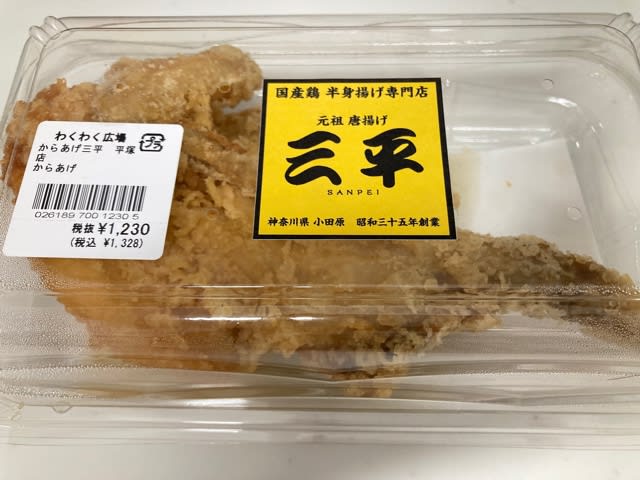 わくわく広場
からあげ三平 平塚
店
からあげ
プラ
026189 700 1230 5
税抜 ¥1,230
(税込 ¥1,328)
国産鶏 半身揚げ専門店
元祖 唐揚げ
三平
SANPEI
神奈川県 小田原 昭和三十五年創業